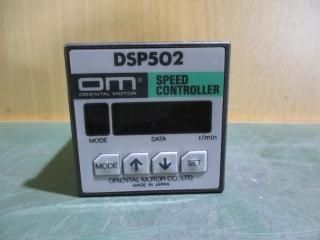 DSP502
OM®
ORIENTAL MOTOR
SPEED
CONTROLLER
MODE DATA r/min
MODE ↑ ↓ SET
ORIENTAL MOTOR CO., LTD.
MADE IN JAPAN